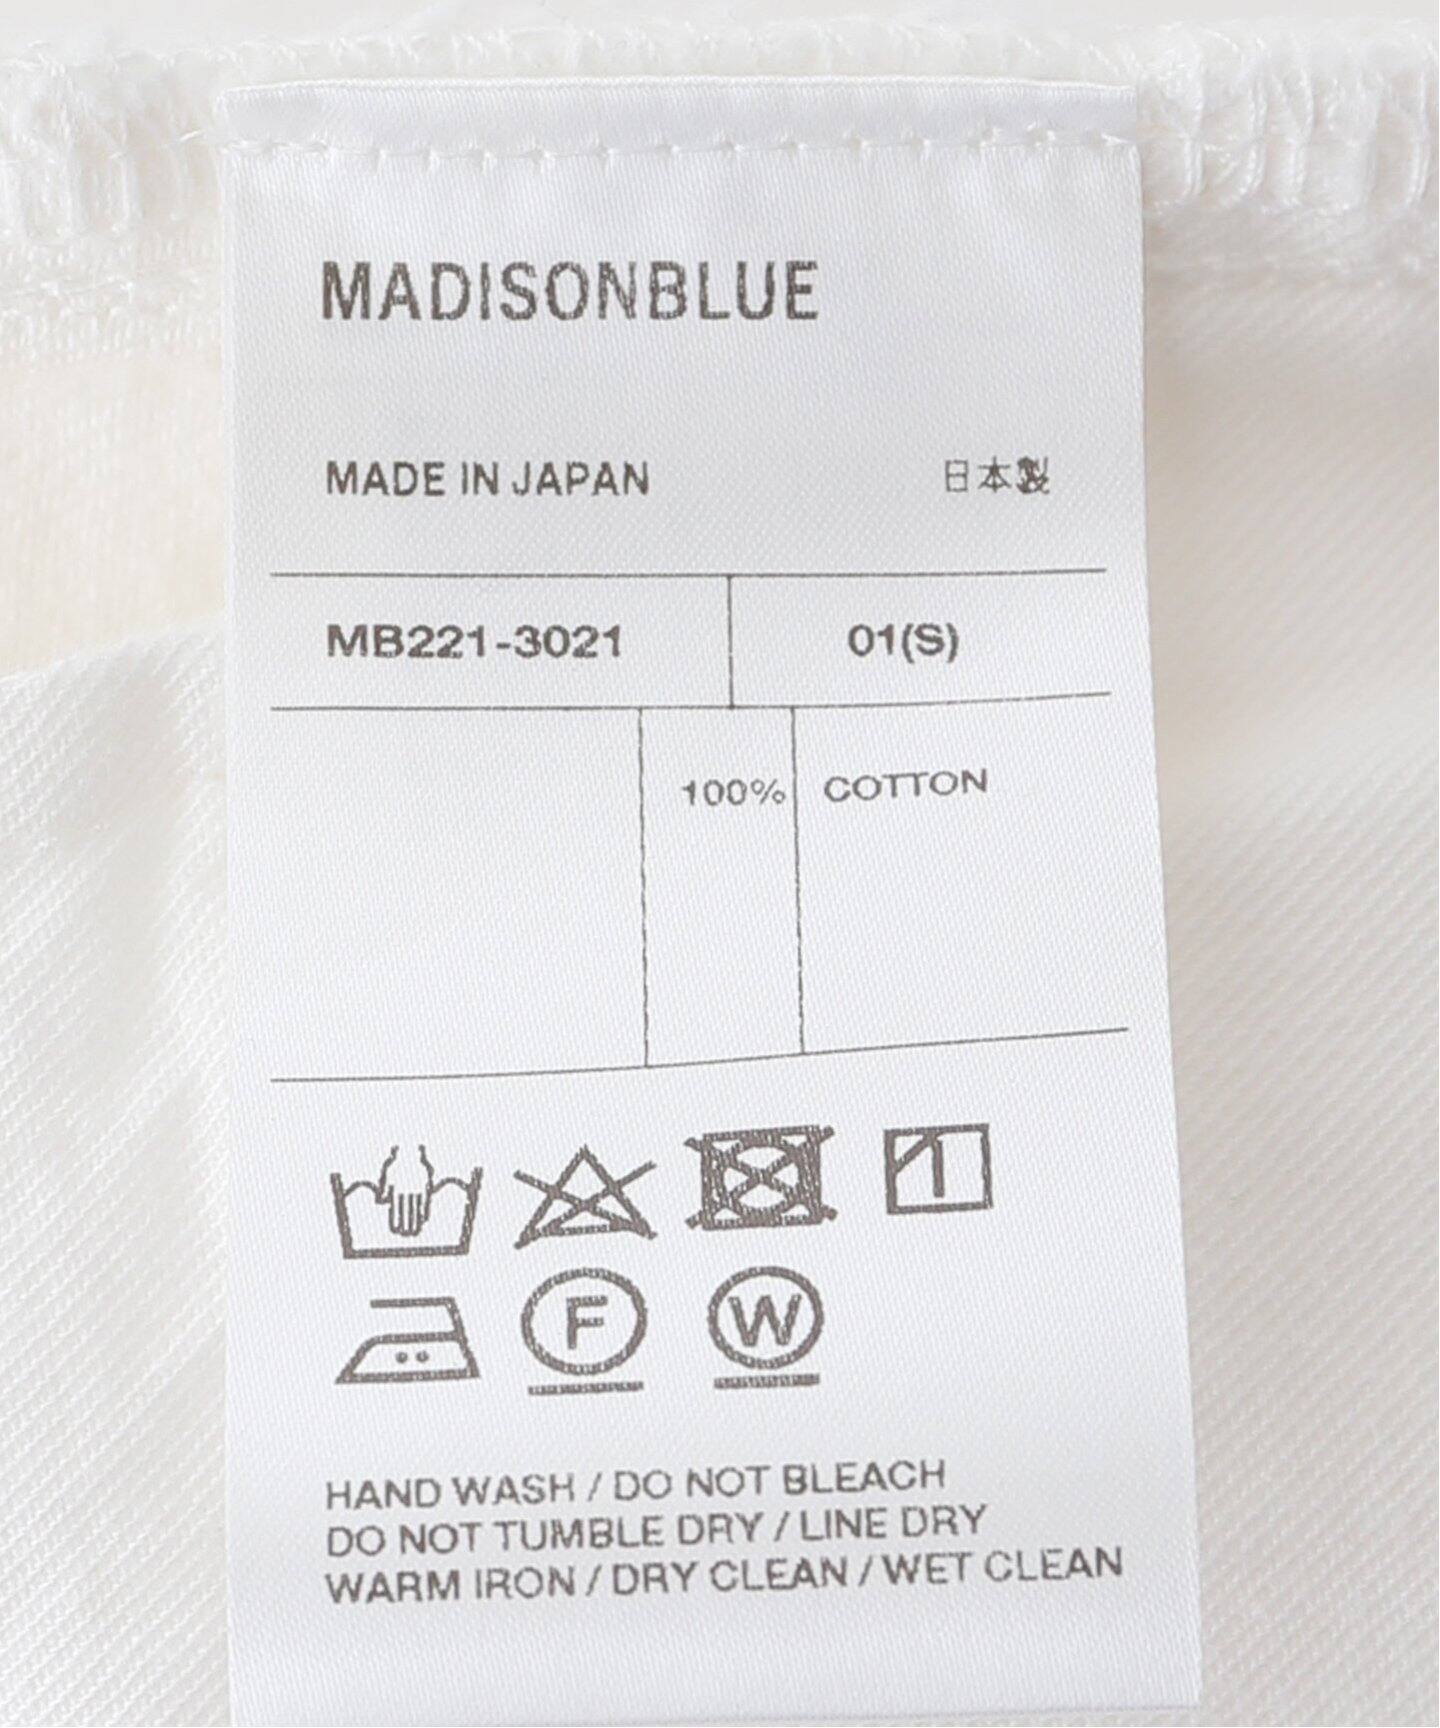 MADISONBLUE
MADE IN JAPAN 日本製
MB221-3021 01(S)
100% COTTON
F W
HAND WASH / DO NOT BLEACH
DO NOT TUMBLE DRY / LINE DRY
WARM IRON / DRY CLEAN / WET CLEAN